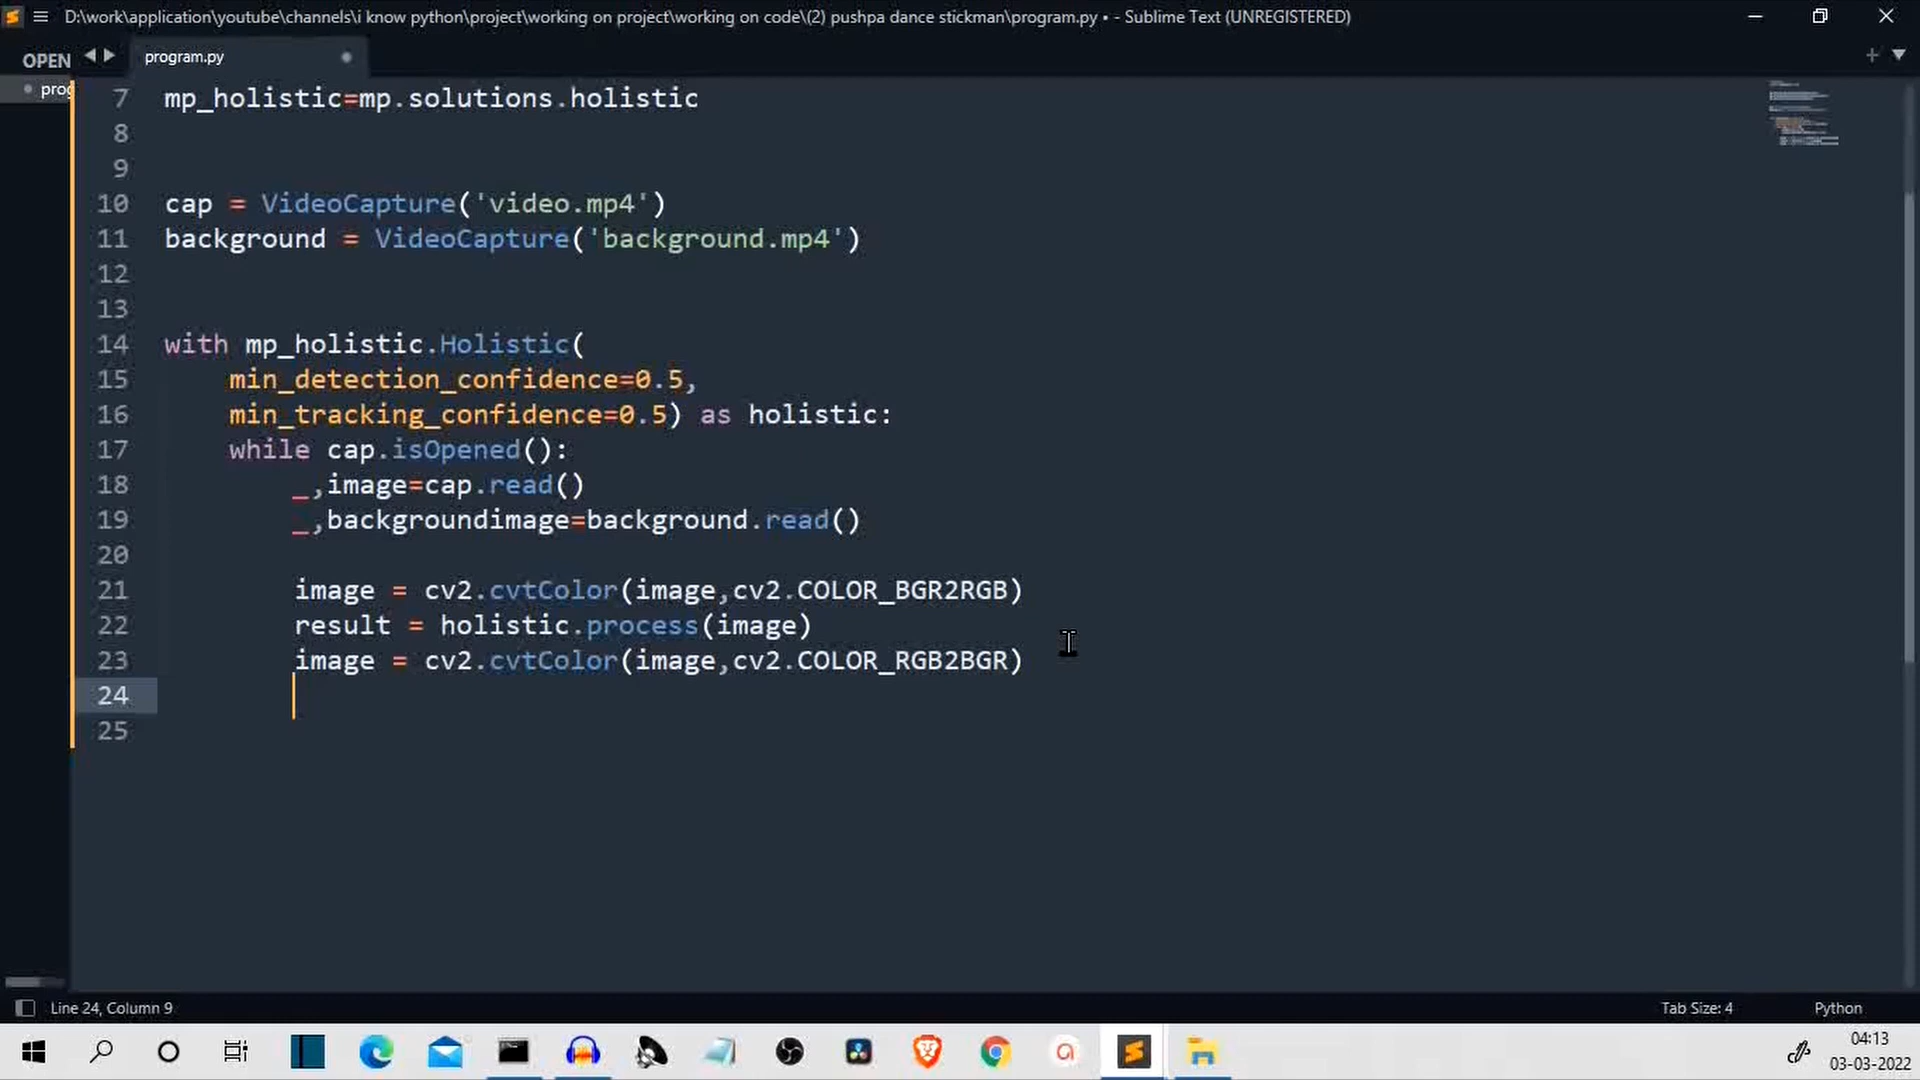 D:\work\application\youtube\channels\i know python\project\working on project\working on code\(2) pushpa dance stickman\program.py • - Sublime Text (UNREGISTERED)
OPEN
program.py
prog
7 mp_holistic=mp.solutions.holistic
8
9
10 cap = VideoCapture('video.mp4')
11 background = VideoCapture('background.mp4')
12
13
14 with mp_holistic.Holistic(
15 min_detection_confidence=0.5,
16 min_tracking_confidence=0.5) as holistic:
17 while cap.isOpened():
18 _,image=cap.read()
19 _,backgroundimage=background.read()
20
21 image = cv2.cvtColor(image,cv2.COLOR_BGR2RGB)
22 result = holistic.process(image)
23 image = cv2.cvtColor(image,cv2.COLOR_RGB2BGR)
24
25
Line 24, Column 9
Tab Size: 4
Python
04:13
03-03-2022